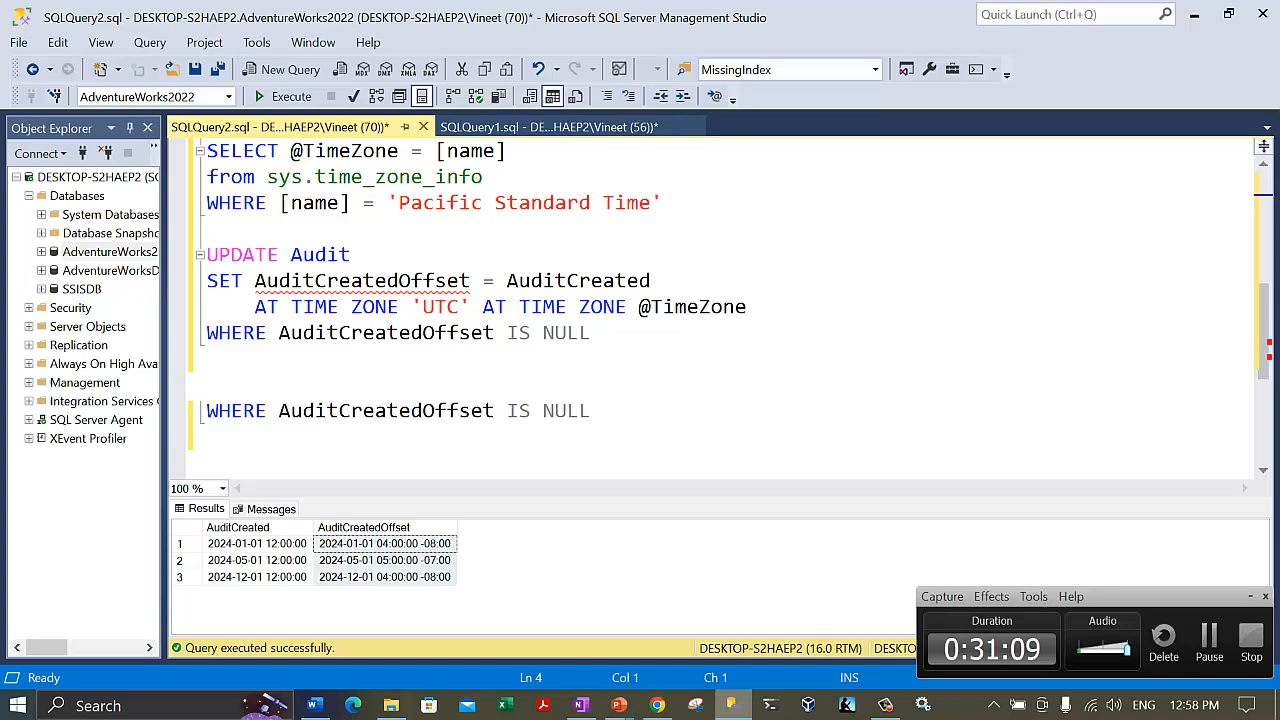 SQLQuery2.sql - DESKTOP-S2HAEP2.AdventureWorks2022 (DESKTOP-S2HAEP2\Vineet (70))* - Microsoft SQL Server Management Studio
Quick Launch (Ctrl+Q)
File Edit View Query Project Tools Window Help
New Query
MDX DMX XMLA DAX
MissingIndex
AdventureWorks2022
Execute
Object Explorer
SQLQuery2.sql - DE...HAEP2\Vineet (70))*
SQLQuery1.sql - DE...HAEP2\Vineet (56))*
Connect
DESKTOP-S2HAEP2 (SQ
Databases
System Databases
Database Snapsho
AdventureWorks2
AdventureWorksD
SSISDB
Security
Server Objects
Replication
Always On High Ava
Management
Integration Services
SQL Server Agent
XEvent Profiler
SELECT @TimeZone = [name]
from sys.time_zone_info
WHERE [name] = 'Pacific Standard Time'
UPDATE Audit
SET AuditCreatedOffset = AuditCreated
AT TIME ZONE 'UTC' AT TIME ZONE @TimeZone
WHERE AuditCreatedOffset IS NULL
WHERE AuditCreatedOffset IS NULL
100 %
Results Messages
AuditCreated AuditCreatedOffset
1 2024-01-01 12:00:00 2024-01-01 04:00:00 -08:00
2 2024-05-01 12:00:00 2024-05-01 05:00:00 -07:00
3 2024-12-01 12:00:00 2024-12-01 04:00:00 -08:00
Capture Effects Tools Help
Duration
0:31:09
Audio
Delete Pause Stop
Query executed successfully.
DESKTOP-S2HAEP2 (16.0 RTM) DESKTO
Ready
Ln 4 Col 1 Ch 1 INS
Search
ENG 12:58 PM